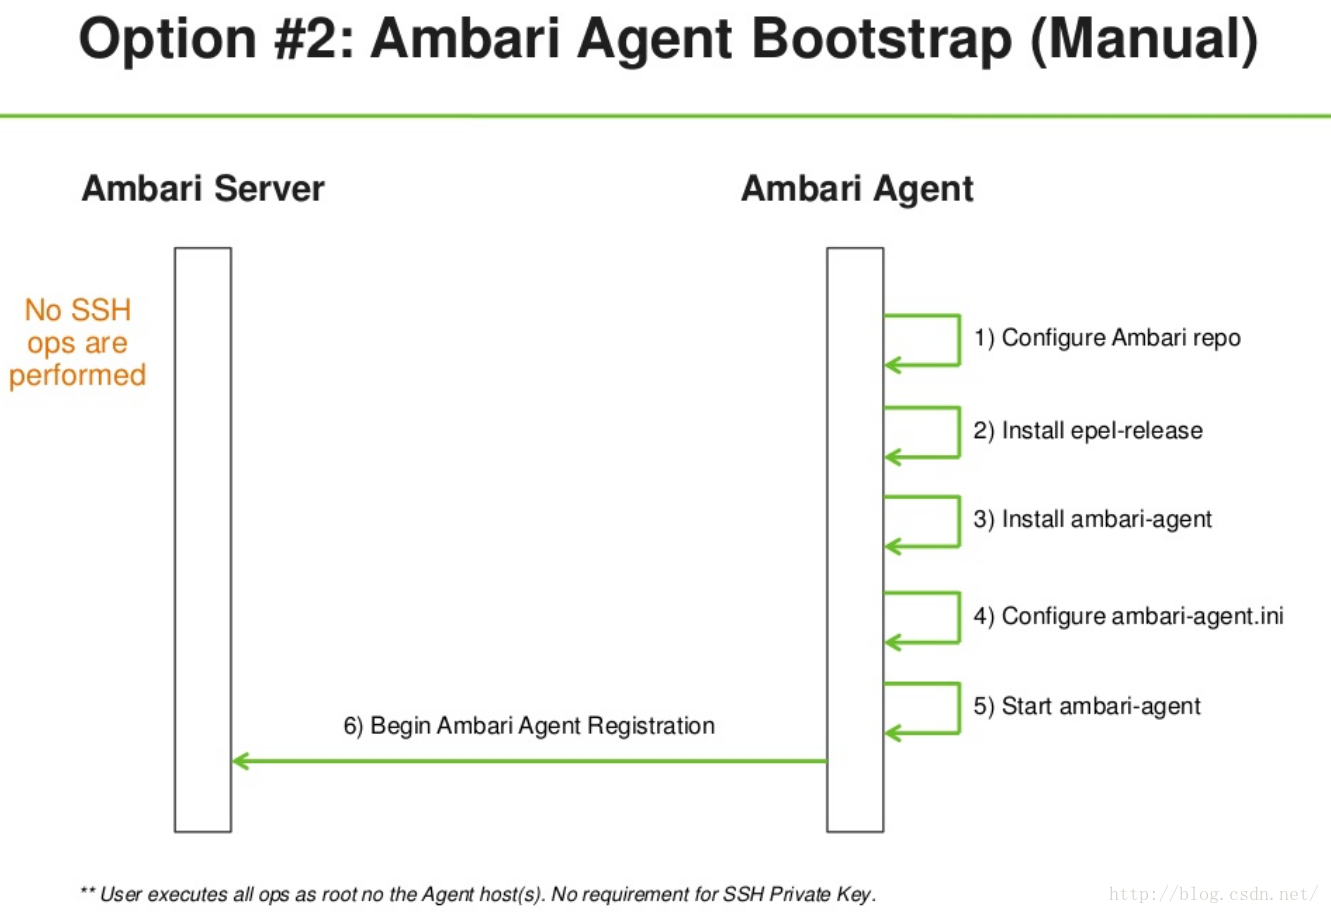 Option #2: Ambari Agent Bootstrap (Manual)
Ambari Server
Ambari Agent
No SSH
ops are
performed
1) Configure Ambari repo
2) Install epel-release
3) Install ambari-agent
4) Configure ambari-agent.ini
5) Start ambari-agent
6) Begin Ambari Agent Registration
** User executes all ops as root no the Agent host(s). No requirement for SSH Private Key.
http://blog.csdn.net/